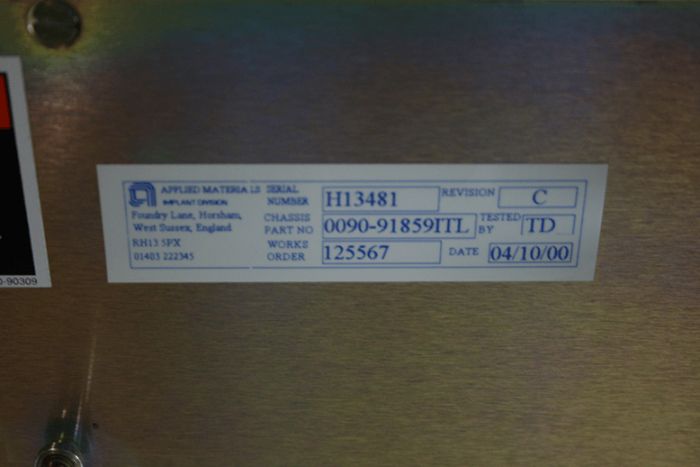 APPLIED MATERIALS
IMPLANT DIVISION
Foundry Lane, Horsham,
West Sussex, England
RH13 5PX
01403 222345
SERIAL NUMBER H13481 REVISION C
CHASSIS PART NO 0090-91859ITL TESTED BY TD
WORKS ORDER 125567 DATE 04/10/00
-90309